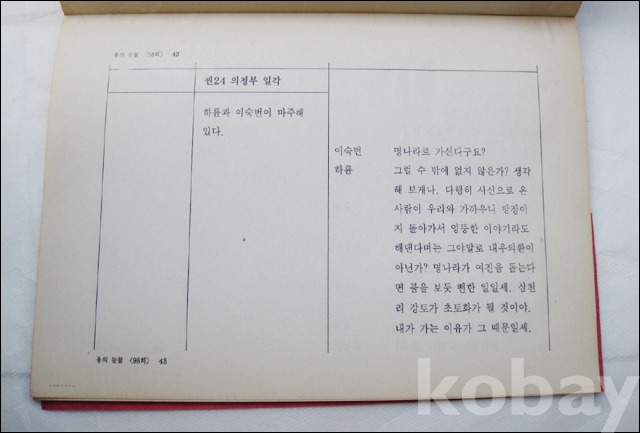 용의 눈물 〈98회〉 43
씬24 의정부 일각
하륜과 이숙번이 마주해
있다.
이숙번 명나라로 가신다구요?
하륜 그럴 수 밖에 없지 않은가? 생각
해 보게나. 다행히 사신으로 온
사람이 우리와 가까우니 망정이
지 돌아가서 엉뚱한 이야기라도
해댄다며는 그야말로 내우외환이
아닌가? 명나라가 여진을 돕는다
면 불을 보듯 뻔한 일일세. 삼천
리 강토가 초토화가 될 것이야.
내가 가는 이유가 그 때문일세.
용의 눈물 〈98회〉 43
kobay